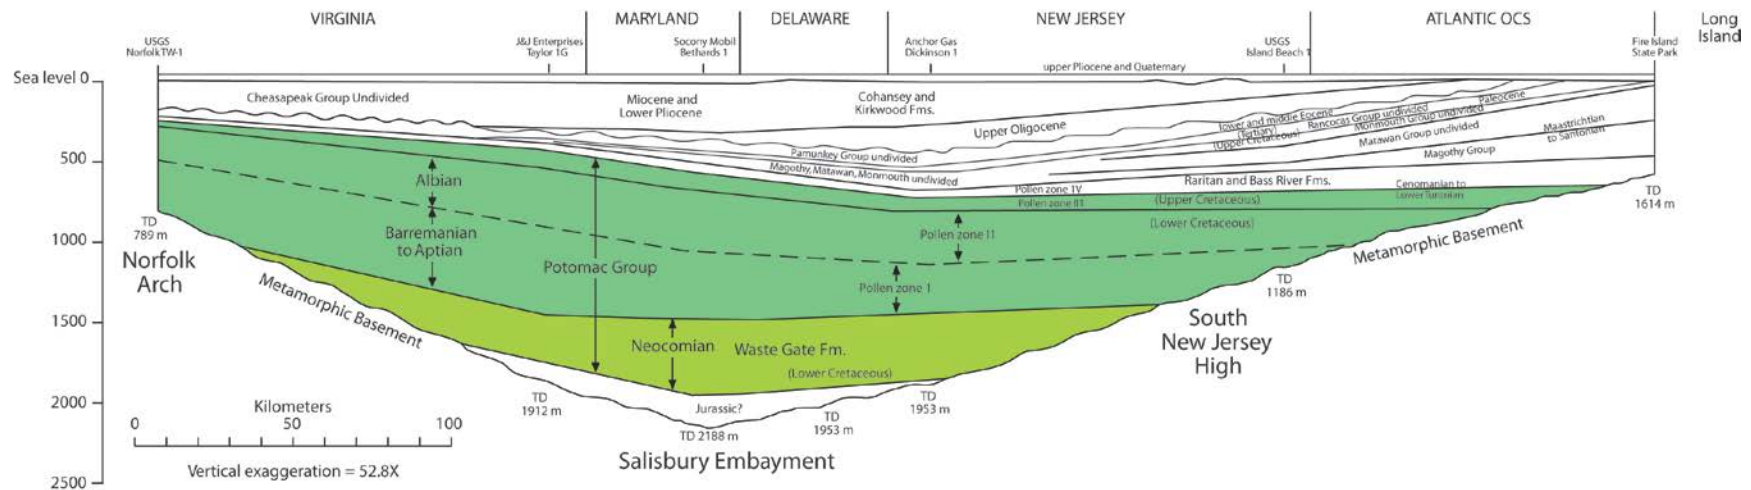 VIRGINIA
MARYLAND
DELAWARE
NEW JERSEY
ATLANTIC OCS
Long
Island
USGS
Norfolk TW-1
J&J Enterprises
Taylor 1G
Socony Mobil
Bethards 1
Anchor Gas
Dickinson 1
USGS
Island Beach 1
Fire Island
State Park
Sea level 0
500
1000
1500
2000
2500
upper Pliocene and Quaternary
Cheasapeak Group Undivided
Miocene and
Lower Pliocene
Cohansey and
Kirkwood Fms.
Upper Oligocene
lower and middle Eocene
Paleocene
(Tertiary)
Rancocas Group undivided
(Upper Cretaceous)
Monmouth Group undivided
Matawan Group undivided
Maastrichtian
to Santonian
Magothy Group
Pamunkey Group undivided
Magothy, Matawan, Monmouth undivided
Pollen zone IV
Raritan and Bass River Fms.
Cenomanian to
Lower Turonian
Pollen zone III
(Upper Cretaceous)
(Lower Cretaceous)
Albian
Barremanian
to Aptian
Potomac Group
Pollen zone I1
Pollen zone I
Neocomian
Waste Gate Fm.
(Lower Cretaceous)
Jurassic?
TD
789 m
Norfolk
Arch
Metamorphic Basement
TD
1912 m
TD 2188 m
TD
1953 m
TD
1953 m
Salisbury Embayment
South
New Jersey
High
TD
1186 m
Metamorphic Basement
TD
1614 m
Kilometers
0 50 100
Vertical exaggeration = 52.8X